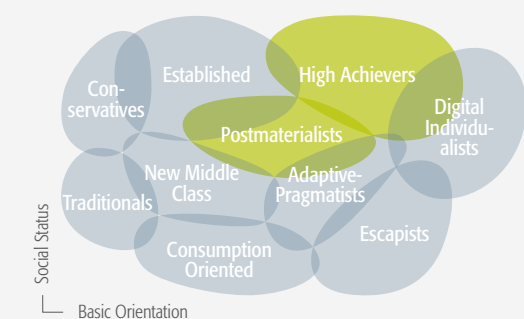 Established
High Achievers
Con-
servatives
Digital
Individu-
alists
Postmaterialists
New Middle
Class
Adaptive-
Pragmatists
Traditionals
Escapists
Consumption
Oriented
Social Status
Basic Orientation